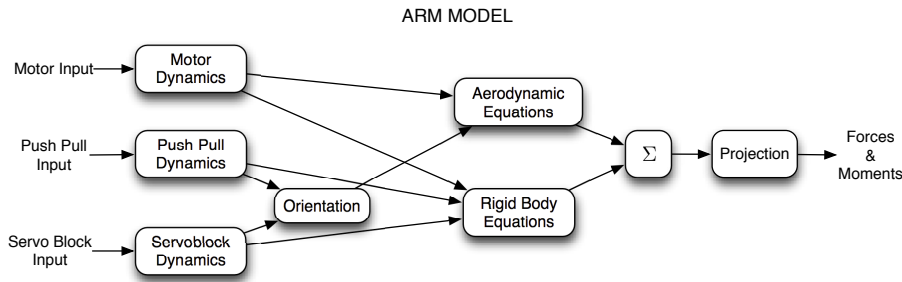 ARM MODEL
Motor Input
Motor
Dynamics
Aerodynamic
Equations
Push Pull
Input
Push Pull
Dynamics
Σ
Projection
Forces
&
Moments
Orientation
Rigid Body
Equations
Servo Block
Input
Servoblock
Dynamics